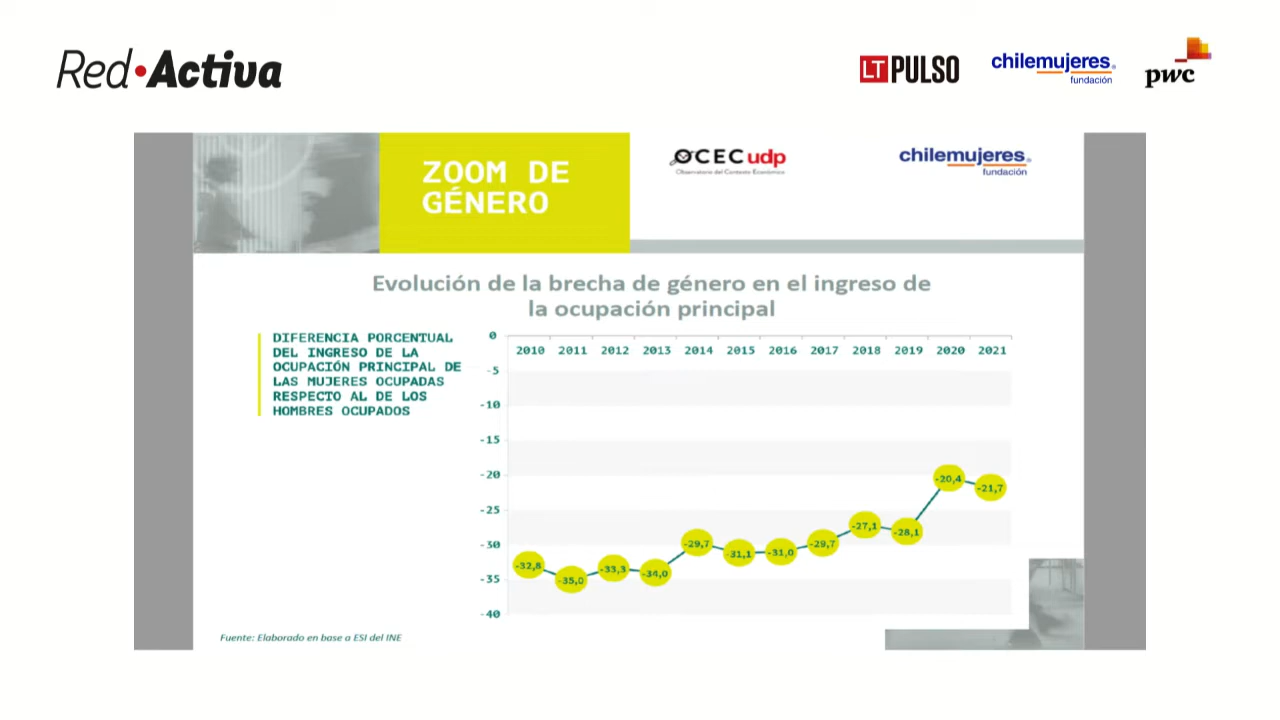 Red•Activa
LT PULSO
chilemujeres
fundación
pwc
ZOOM DE
GÉNERO
OCEC udp
Observatorio del Contexto Económico
chilemujeres
fundación
Evolución de la brecha de género en el ingreso de
la ocupación principal
DIFERENCIA PORCENTUAL
DEL INGRESO DE LA
OCUPACIÓN PRINCIPAL DE
LAS MUJERES OCUPADAS
RESPECTO AL DE LOS
HOMBRES OCUPADOS
0
2010 2011 2012 2013 2014 2015 2016 2017 2018 2019 2020 2021
-5
-10
-15
-20
-25
-30
-35
-40
-32,8 -35,0 -33,3 -34,0 -29,7 -31,1 -31,0 -29,7 -27,1 -28,1 -20,4 -21,7
Fuente: Elaborado en base a ESI del INE